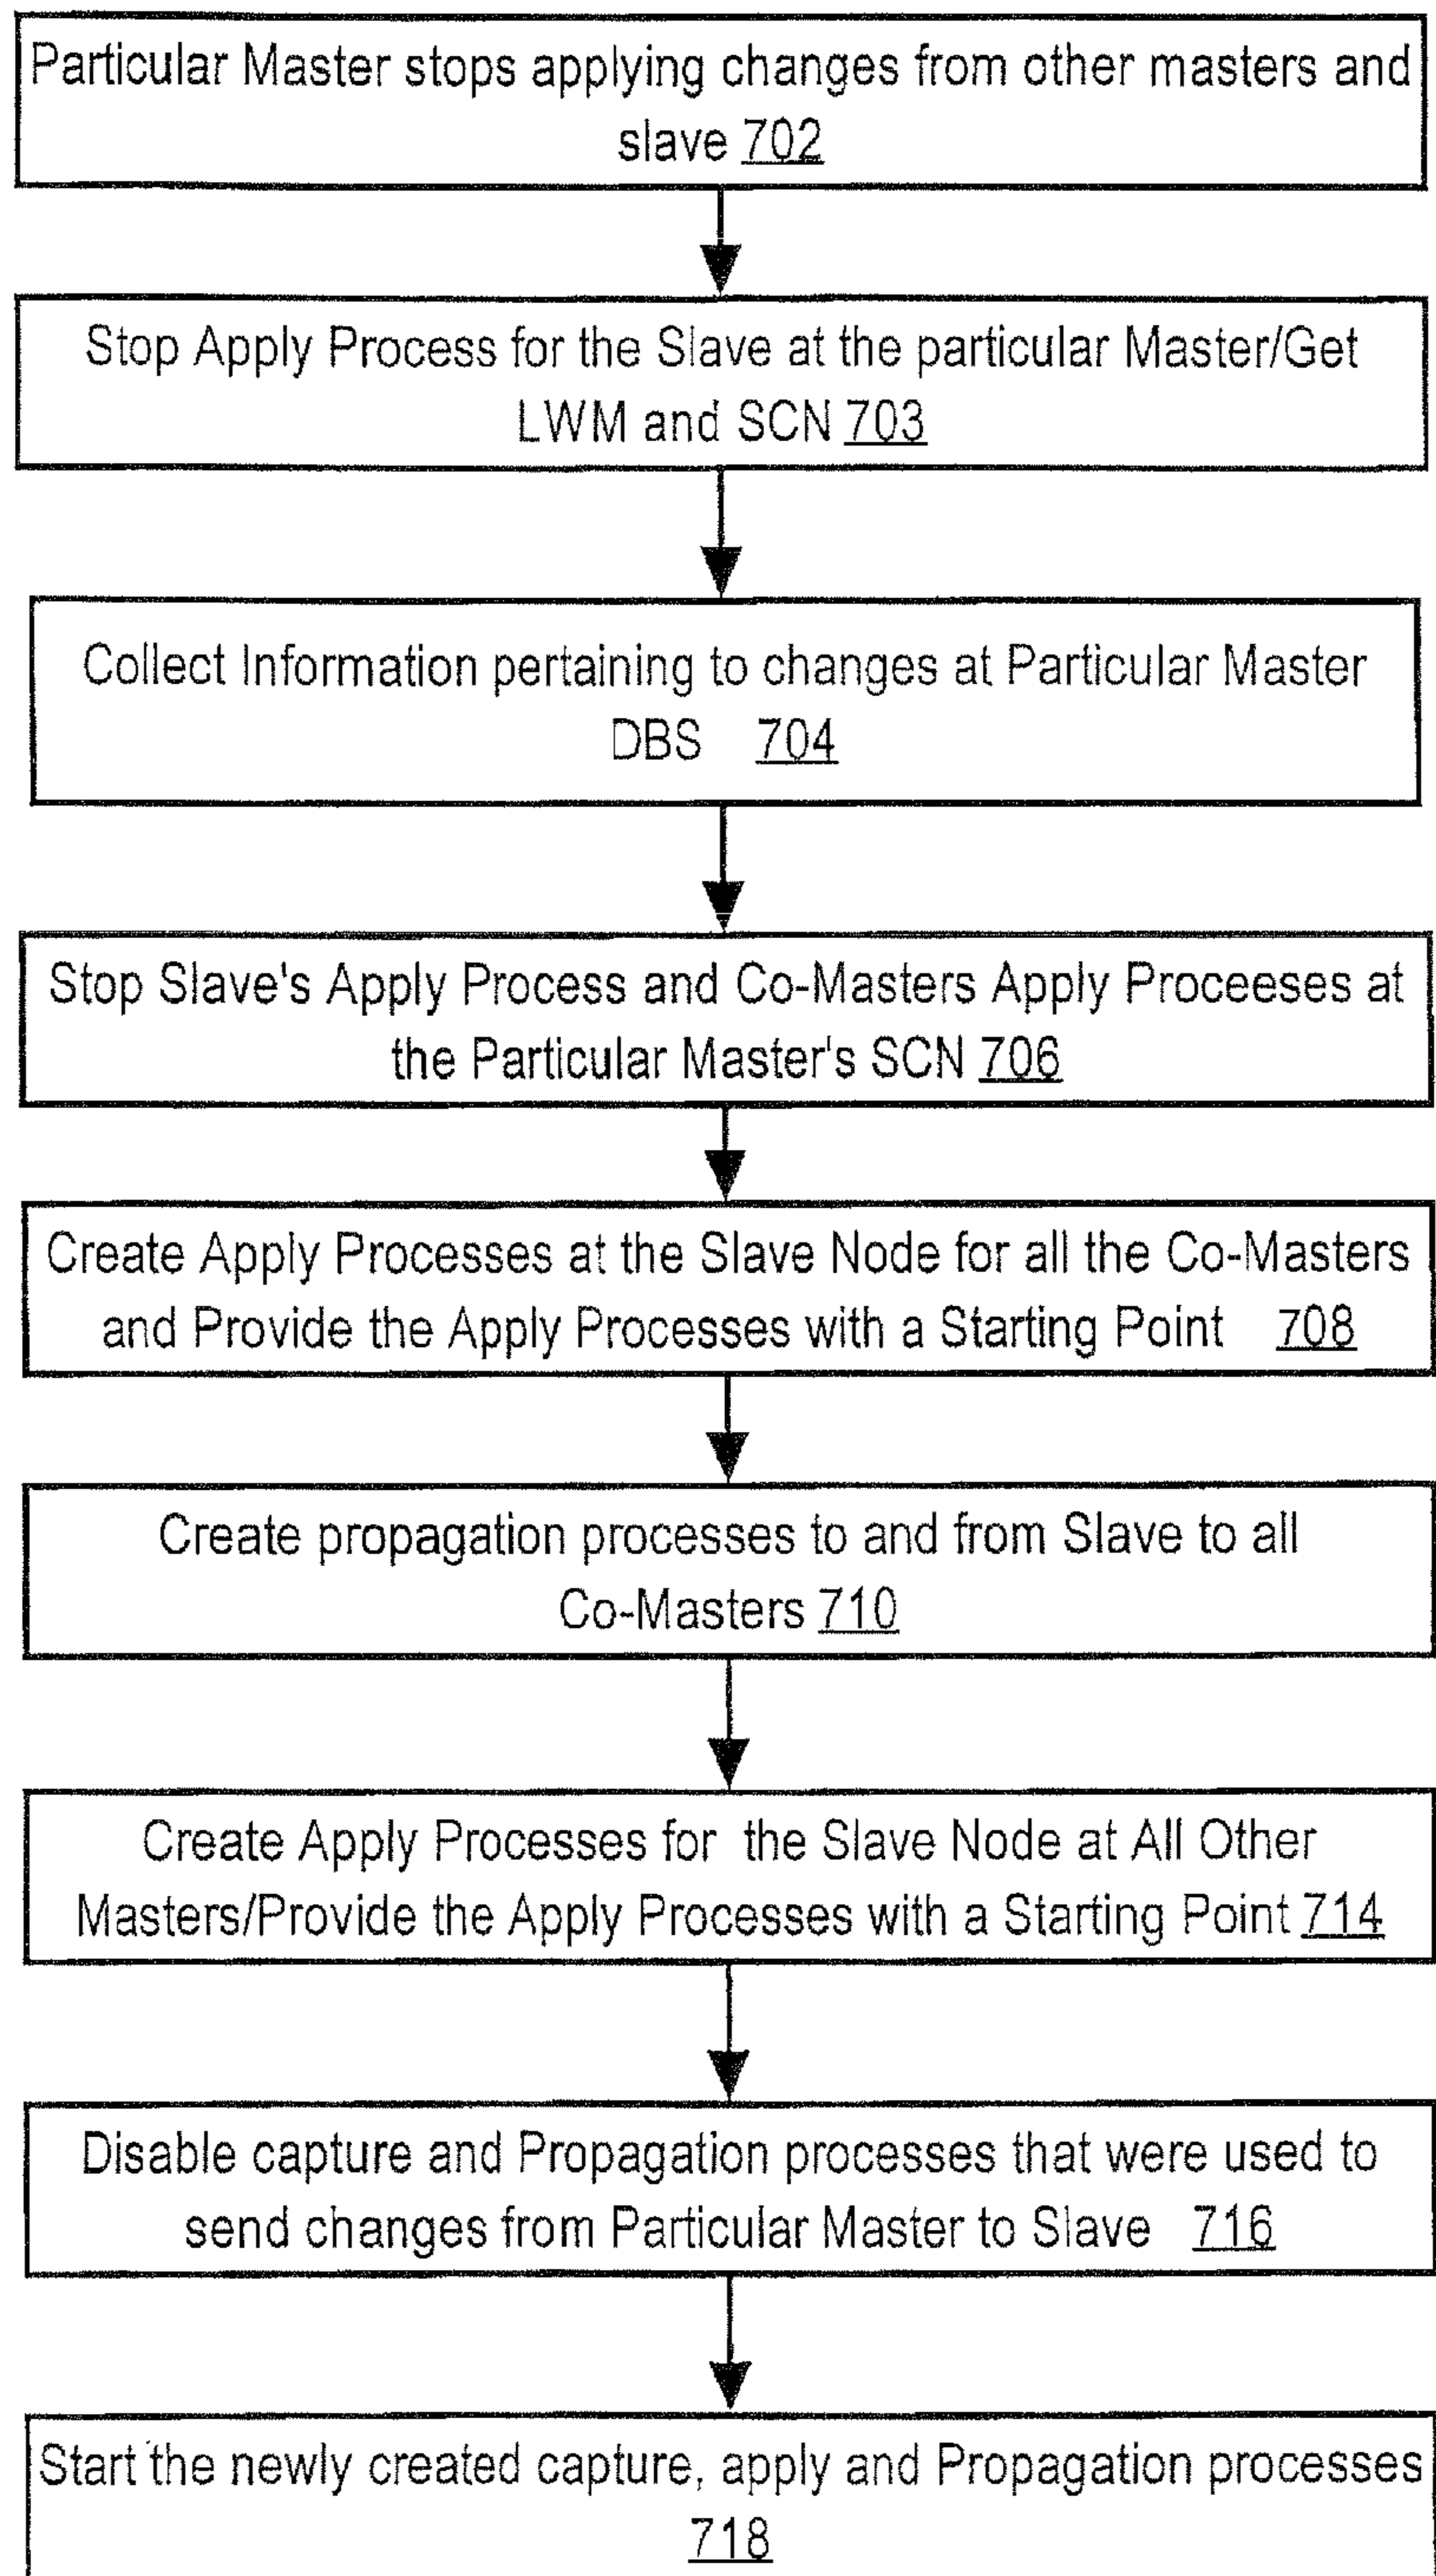 Particular Master stops applying changes from other masters and
slave 702
Stop Apply Process for the Slave at the particular Master/Get
LWM and SCN 703
Collect Information pertaining to changes at Particular Master
DBS 704
Stop Slave's Apply Process and Co-Masters Apply Proceeses at
the Particular Master's SCN 706
Create Apply Processes at the Slave Node for all the Co-Masters
and Provide the Apply Processes with a Starting Point 708
Create propagation processes to and from Slave to all
Co-Masters 710
Create Apply Processes for the Slave Node at All Other
Masters/Provide the Apply Processes with a Starting Point 714
Disable capture and Propagation processes that were used to
send changes from Particular Master to Slave 716
Start the newly created capture, apply and Propagation processes
718